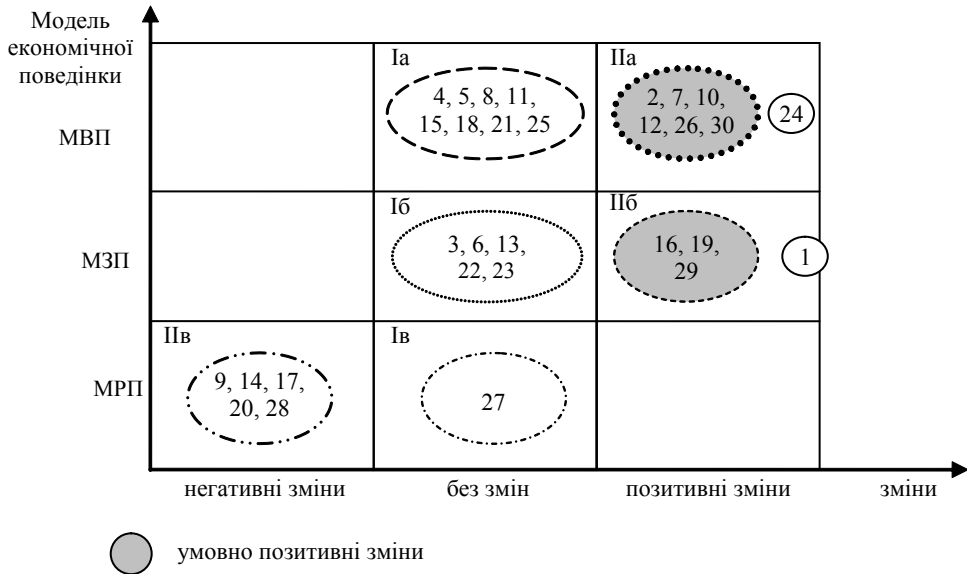 Модель
економічної
поведінки
МВП
МЗП
МРП
Іа
4, 5, 8, 11,
15, 18, 21, 25
ІІа
2, 7, 10,
12, 26, 30
24
Іб
3, 6, 13,
22, 23
ІІб
16, 19,
29
1
ІІв
9, 14, 17,
20, 28
Ів
27
негативні зміни
без змін
позитивні зміни
зміни
умовно позитивні зміни